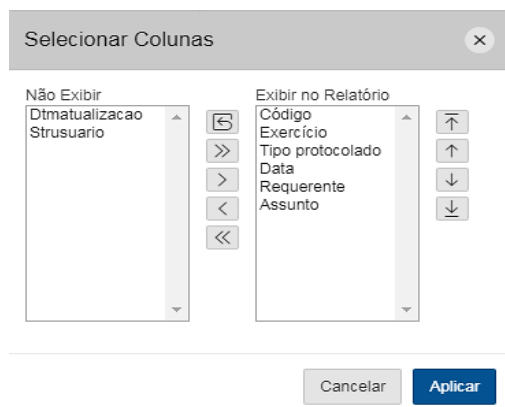 Selecionar Colunas
Não Exibir
Dtmatualizacao
Strusuario
Exibir no Relatório
Código
Exercício
Tipo protocolado
Data
Requerente
Assunto
Cancelar
Aplicar